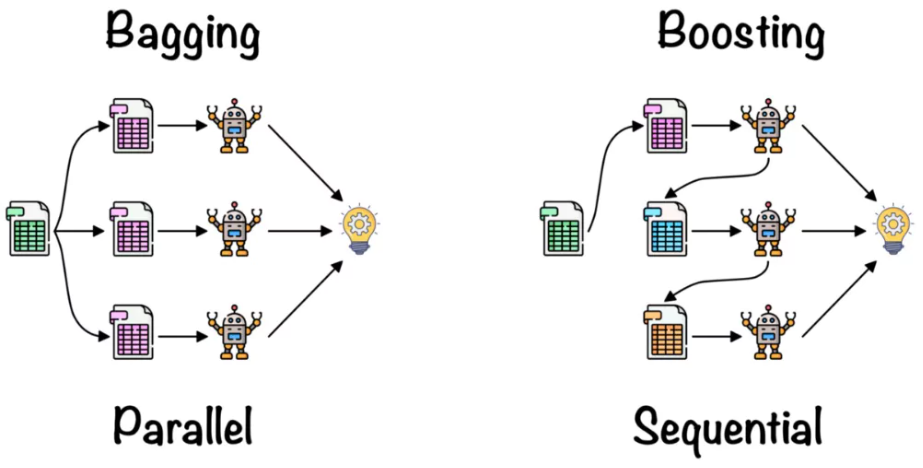 Bagging
Boosting
Parallel
Sequential